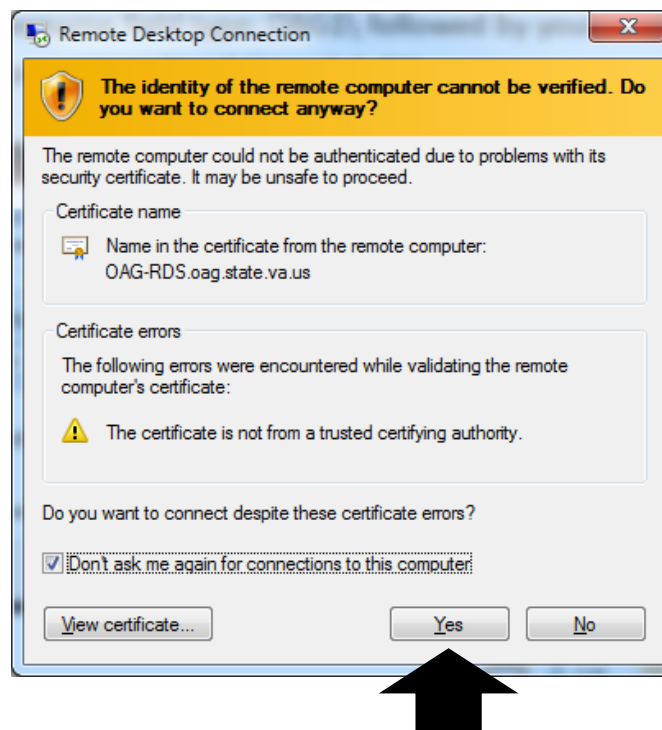 Remote Desktop Connection
The identity of the remote computer cannot be verified. Do
you want to connect anyway?
The remote computer could not be authenticated due to problems with its
security certificate. It may be unsafe to proceed.
Certificate name
Name in the certificate from the remote computer:
OAG-RDS.oag.state.va.us
Certificate errors
The following errors were encountered while validating the remote
computer's certificate:
The certificate is not from a trusted certifying authority.
Do you want to connect despite these certificate errors?
Don't ask me again for connections to this computer
View certificate... Yes No